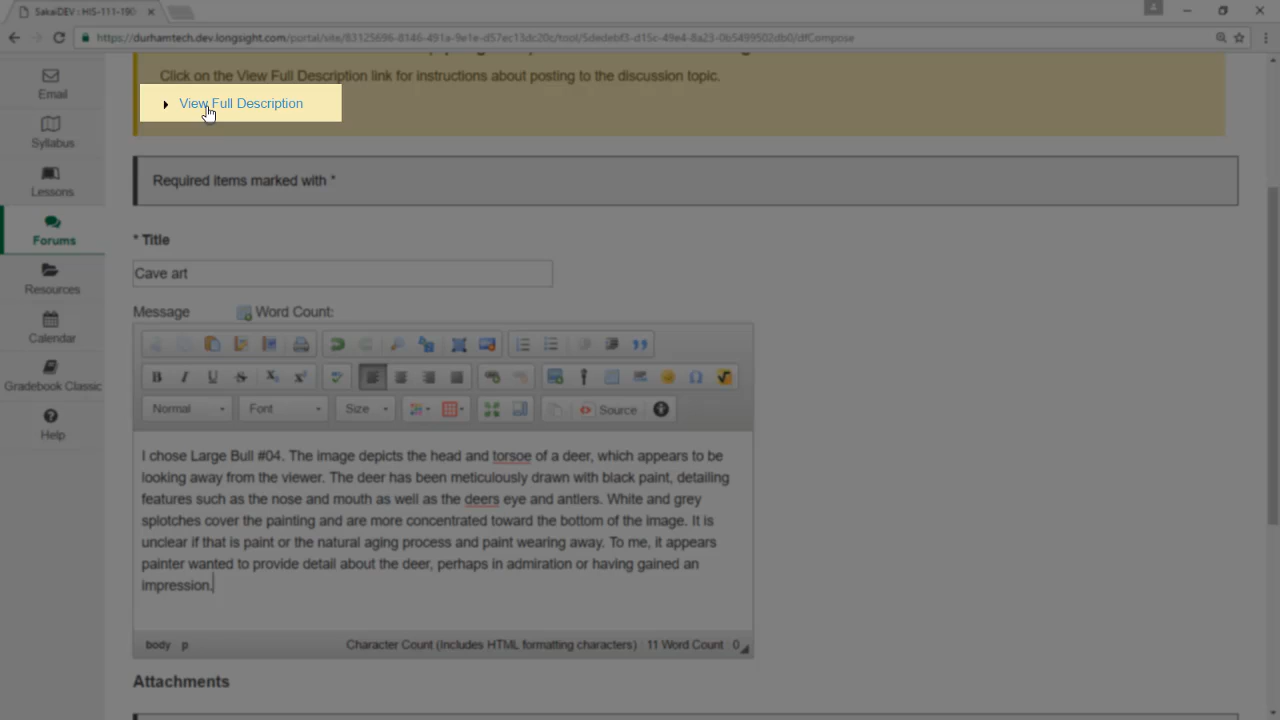 SakaiDEV : HIS-111-190
https://durhamtech.dev.longsight.com/portal/site/83125696-8146-491a-9e1e-d57ec13dc20c/tool/5dedebf3-d15c-49e4-8a23-0b5499502db0/dfCompose
Click on the View Full Description link for instructions about posting to the discussion topic.
View Full Description
Email
Syllabus
Lessons
Forums
Resources
Calendar
Gradebook Classic
Help
Required items marked with *
* Title
Cave art
Message Word Count:
Normal Font Size Source
I chose Large Bull #04. The image depicts the head and torsoe of a deer, which appears to be
looking away from the viewer. The deer has been meticulously drawn with black paint, detailing
features such as the nose and mouth as well as the deers eye and antlers. White and grey
splotches cover the painting and are more concentrated toward the bottom of the image. It is
unclear if that is paint or the natural aging process and paint wearing away. To me, it appears
painter wanted to provide detail about the deer, perhaps in admiration or having gained an
impression.
body p Character Count (Includes HTML formatting characters) 11 Word Count 0
Attachments